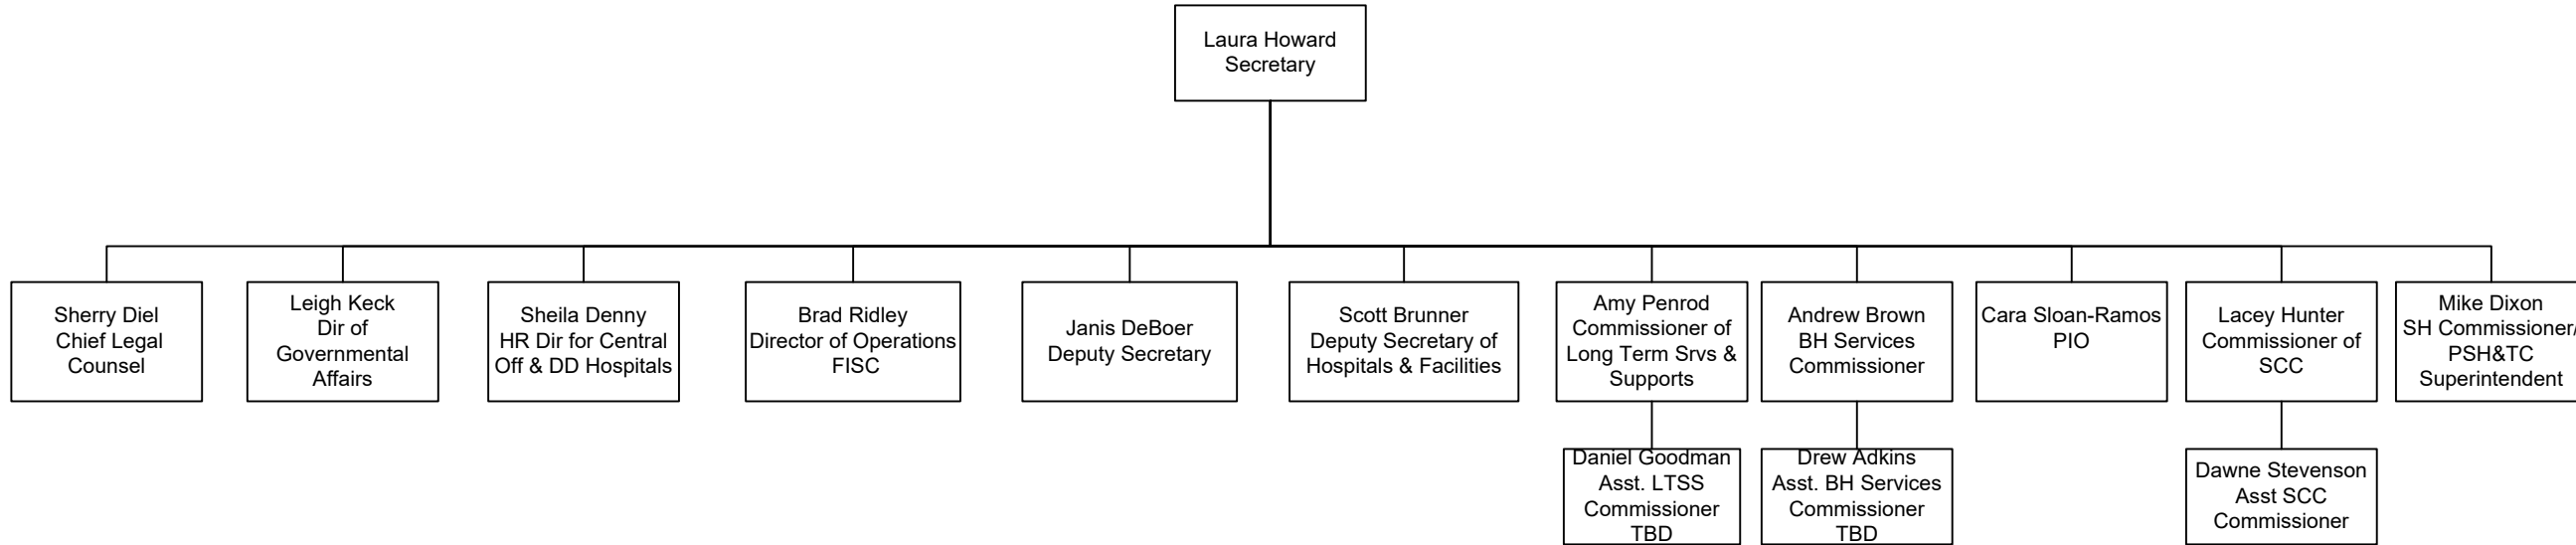 Laura Howard
Secretary
Sherry Diel
Chief Legal
Counsel
Leigh Keck
Dir of
Governmental
Affairs
Sheila Denny
HR Dir for Central
Off & DD Hospitals
Brad Ridley
Director of Operations
FISC
Janis DeBoer
Deputy Secretary
Scott Brunner
Deputy Secretary of
Hospitals & Facilities
Amy Penrod
Commissioner of
Long Term Srvs &
Supports
Andrew Brown
BH Services
Commissioner
Cara Sloan-Ramos
PIO
Lacey Hunter
Commissioner of
SCC
Mike Dixon
SH Commissioner/
PSH&TC
Superintendent
Daniel Goodman
Asst. LTSS
Commissioner
TBD
Drew Adkins
Asst. BH Services
Commissioner
TBD
Dawne Stevenson
Asst SCC
Commissioner